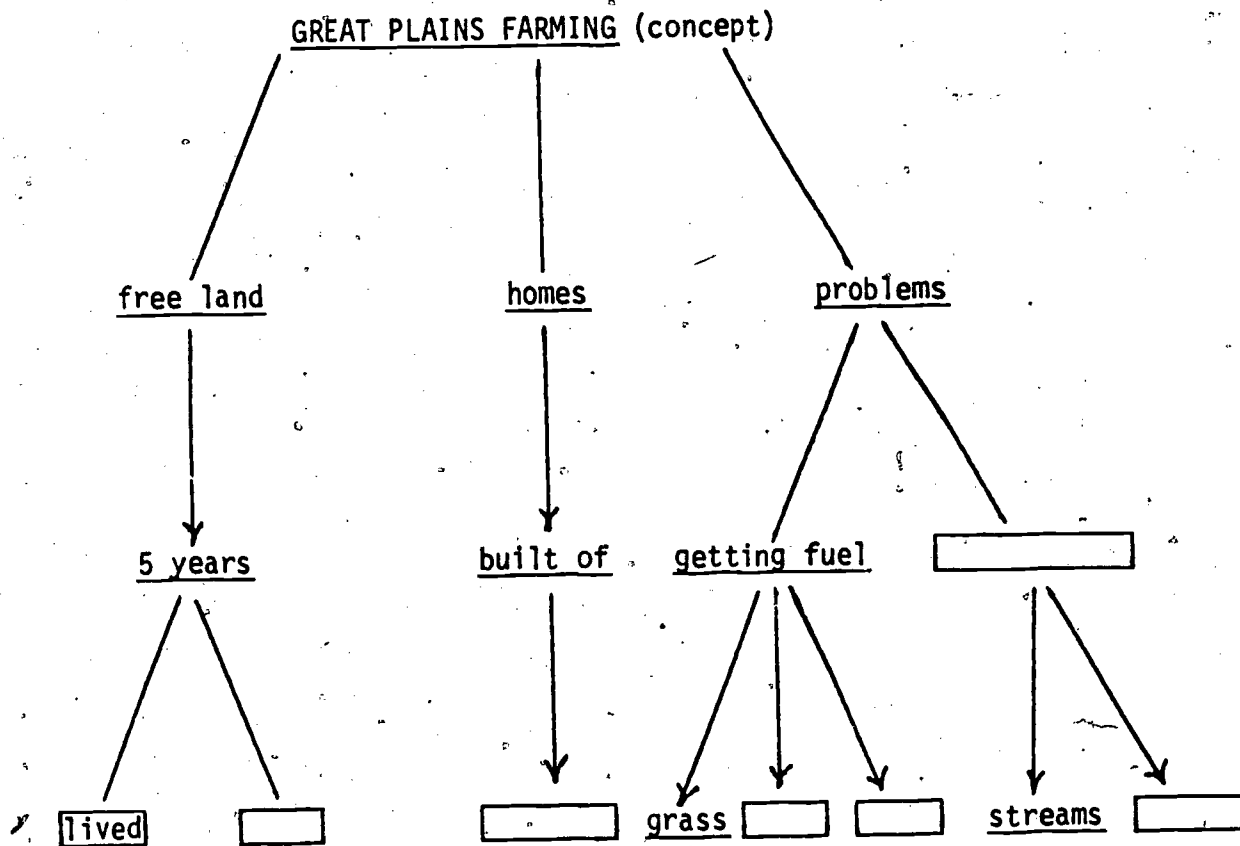 GREAT PLAINS FARMING (concept)
free land
homes
problems
5 years
built of
getting fuel
lived
grass
streams